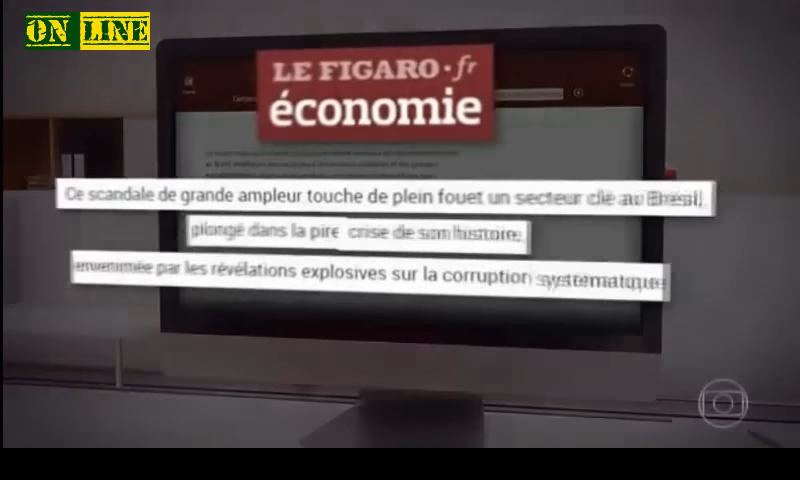 ON LINE
LE FIGARO·fr
économie
Ce scandale de grande ampleur touche de plein fouet un secteur clé au Brésil,
plongé dans la pire crise de son histoire,
envenimée par les révélations explosives sur la corruption systématique